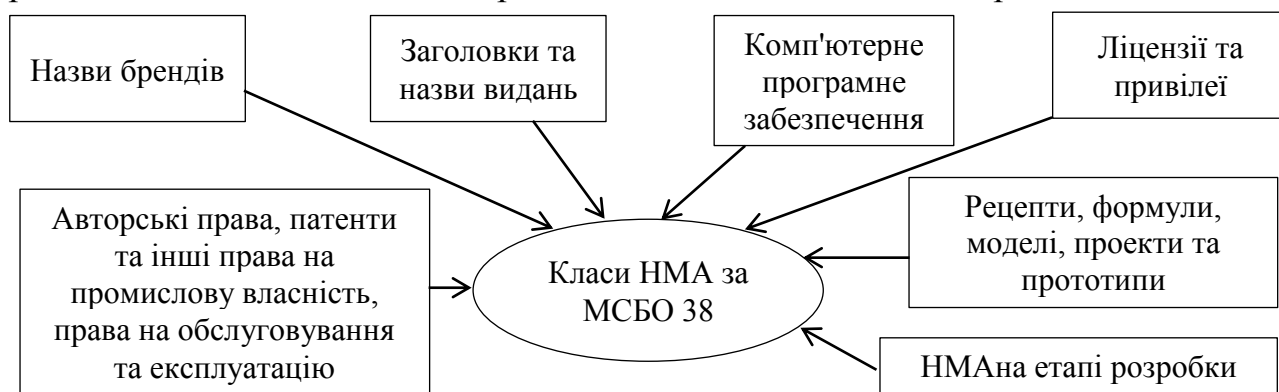 Назви брендів
Заголовки та
назви видань
Комп'ютерне
програмне
забезпечення
Ліцензії та
привілеї
Авторські права, патенти
та інші права на
промислову власність,
права на обслуговування
та експлуатацію
Класи НМА за
МСБО 38
Рецепти, формули,
моделі, проекти та
прототипи
НМАна етапі розробки